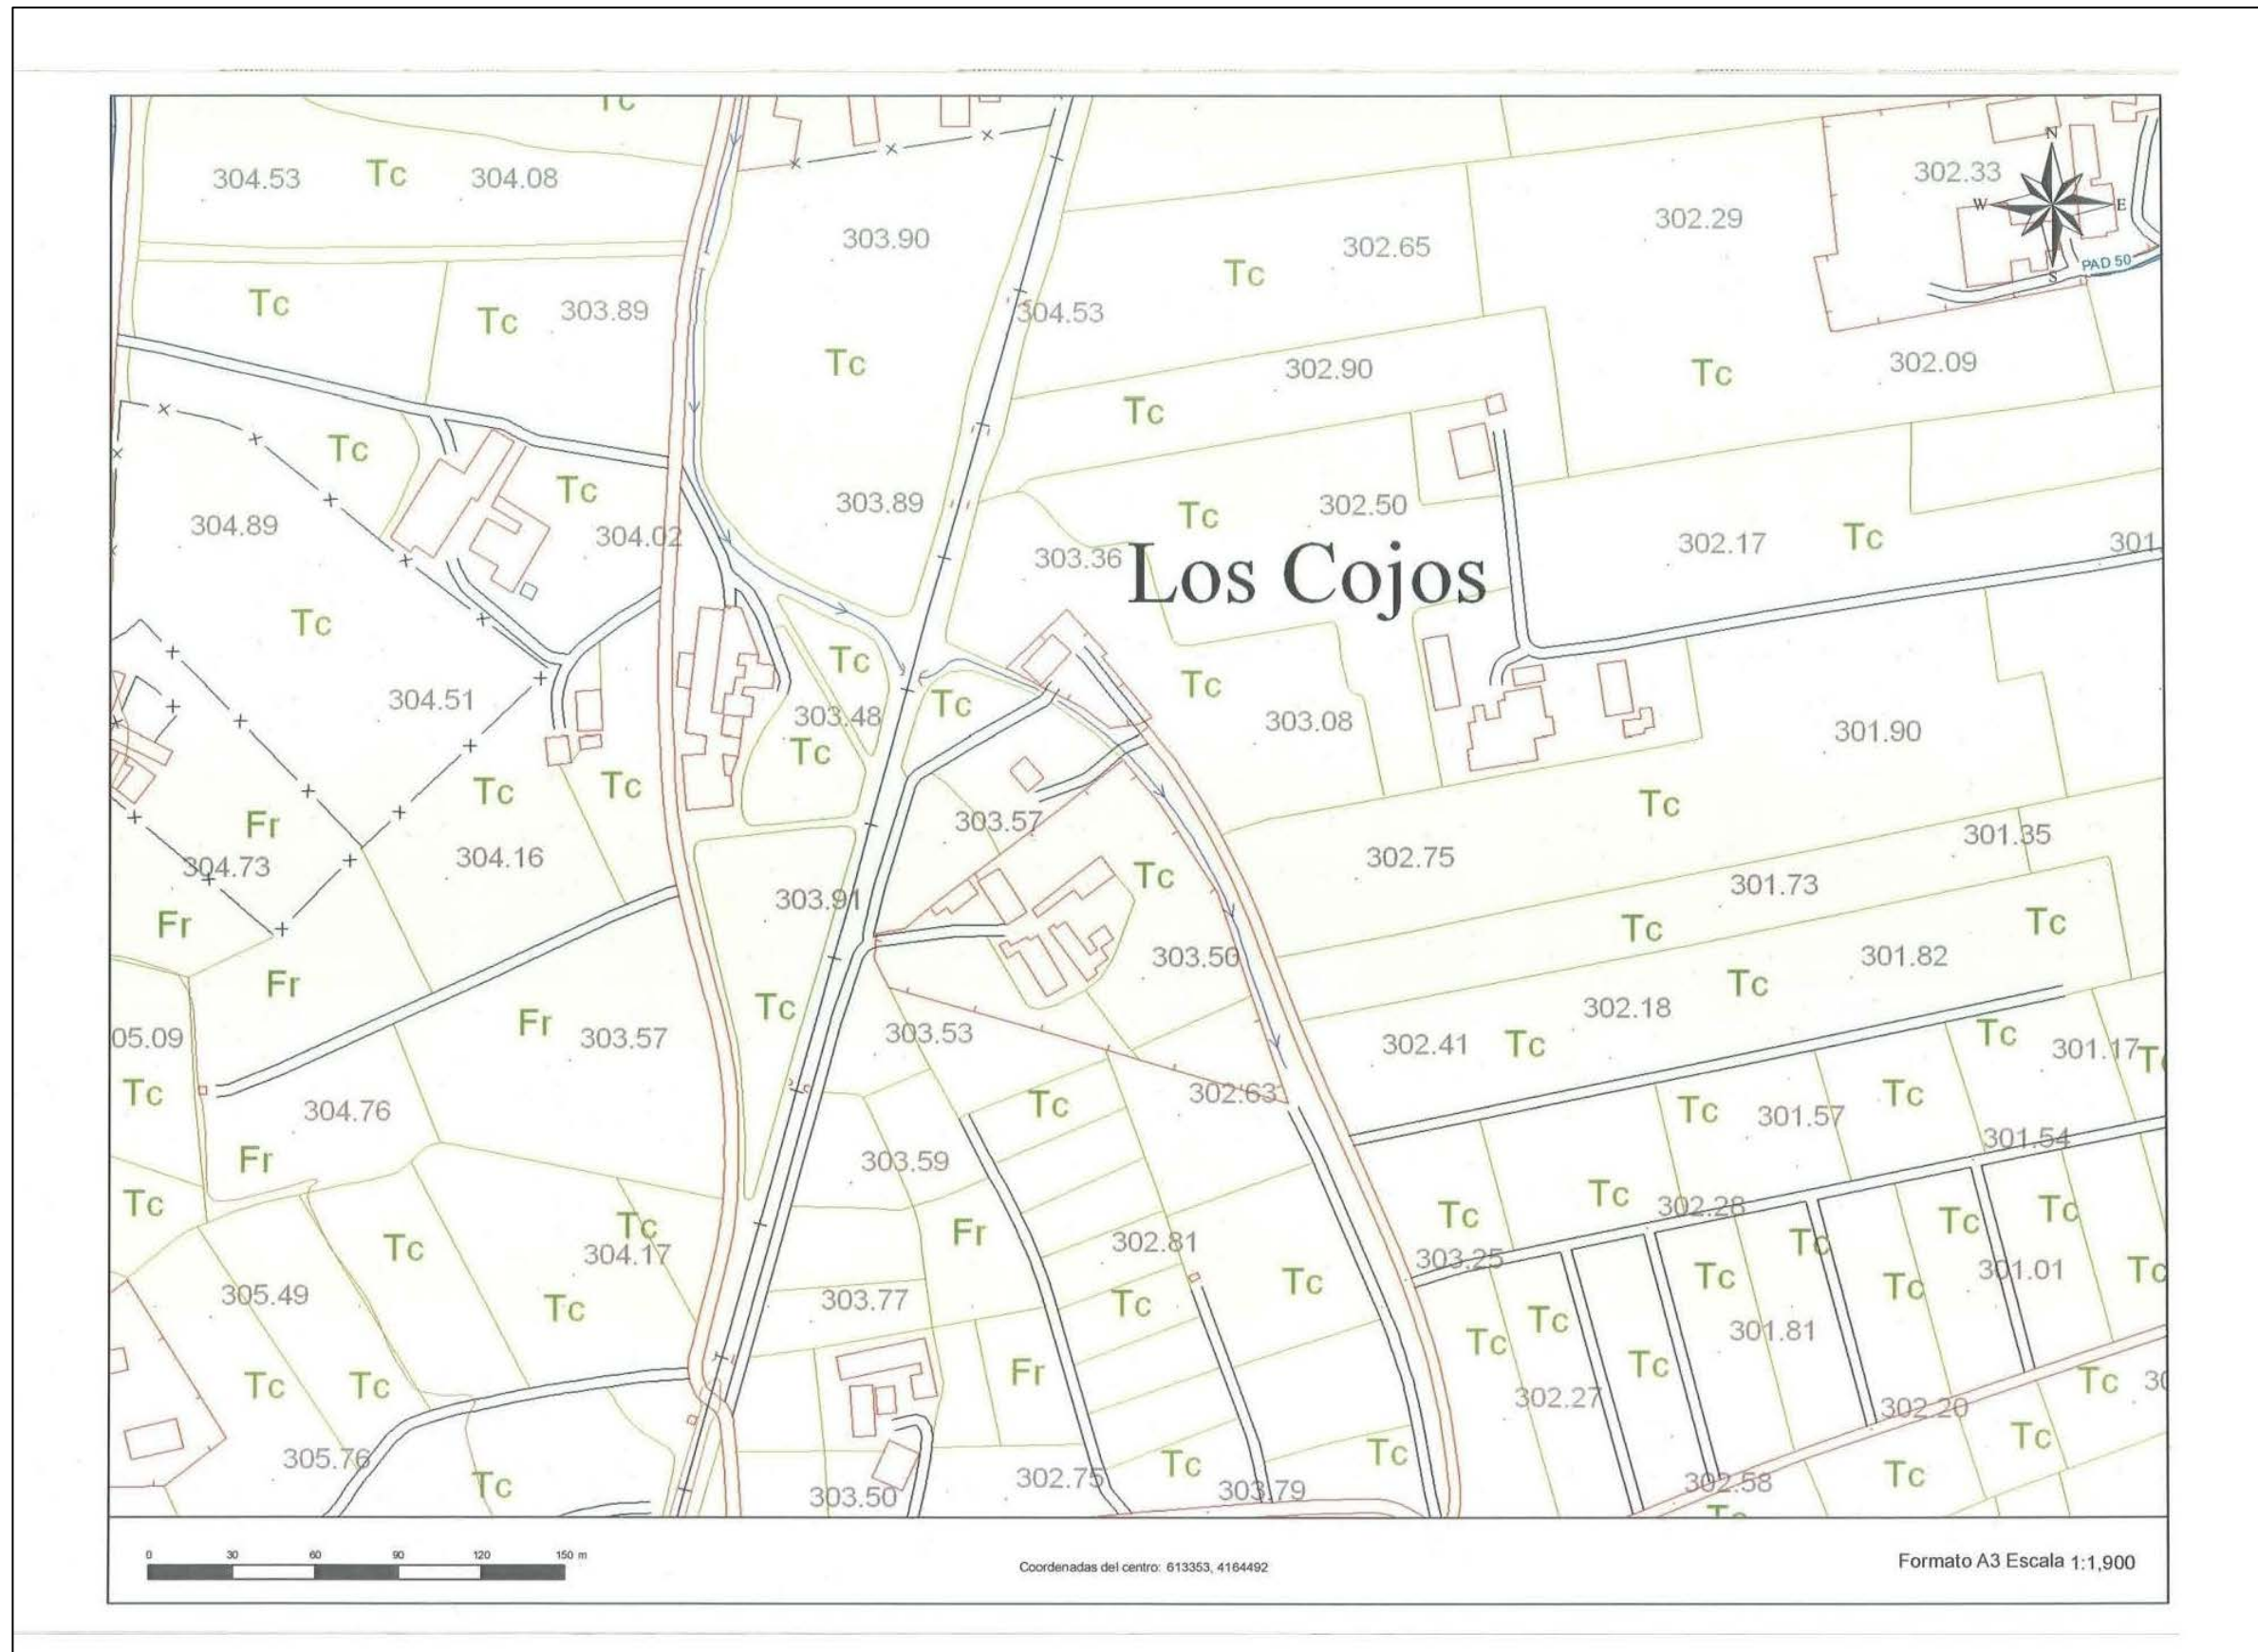 Tc
304.53 Tc 304.08
302.33
N
W E
S
PAD 50
303.90
302.65
302.29
Tc
Tc
Tc 303.89
304.53
Tc
302.90
Tc
302.09
Tc
Tc
Tc
303.89
Tc
302.50
304.89
304.02
303.36
Los Cojos
302.17
Tc
301
Tc
Tc
304.51
303.48
Tc
Tc
Tc
303.08
301.90
Tc
Tc
Tc
303.57
Fr
304.73
304.16
302.75
301.35
303.91
Tc
301.73
Fr
Tc
Tc
303.50
301.82
Fr
Tc
302.18
Tc
05.09
Fr
303.57
303.53
302.41
Tc
Tc
301.17
Tc
304.76
Tc
302.63
Tc
301.57
Tc
301.54
Fr
303.59
Tc
Tc
304.17
Tc
Fr
302.81
Tc
303.25
Tc
302.28
Tc
Tc
Tc
305.49
Tc
303.77
Tc
Tc
Tc
Tc
301.81
Tc
301.01
Tc
Tc
Tc
Fr
Tc
302.27
Tc
302.20
Tc
30
305.76
Tc
303.50
302.75
Tc
303.79
Tc
302.58
Tc
Tc
0 30 60 90 120 150 m
Coordenadas del centro: 613353, 4164492
Formato A3 Escala 1:1,900